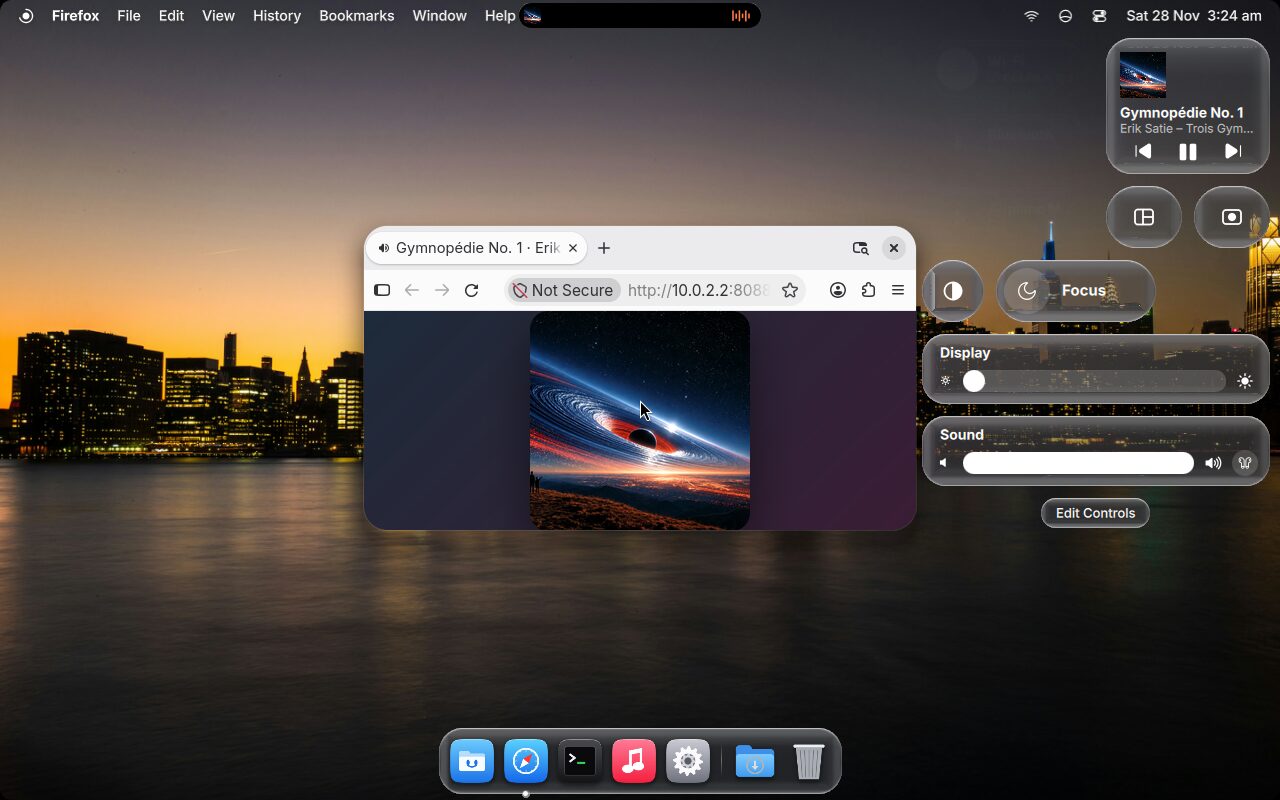 Firefox File Edit View History Bookmarks Window Help
Sat 28 Nov 3:24 am
Gymnopédie No. 1
Erik Satie – Trois Gym...
Gymnopédie No. 1 · Erik
Not Secure http://10.0.2.2:8088
Focus
Display
Sound
Edit Controls